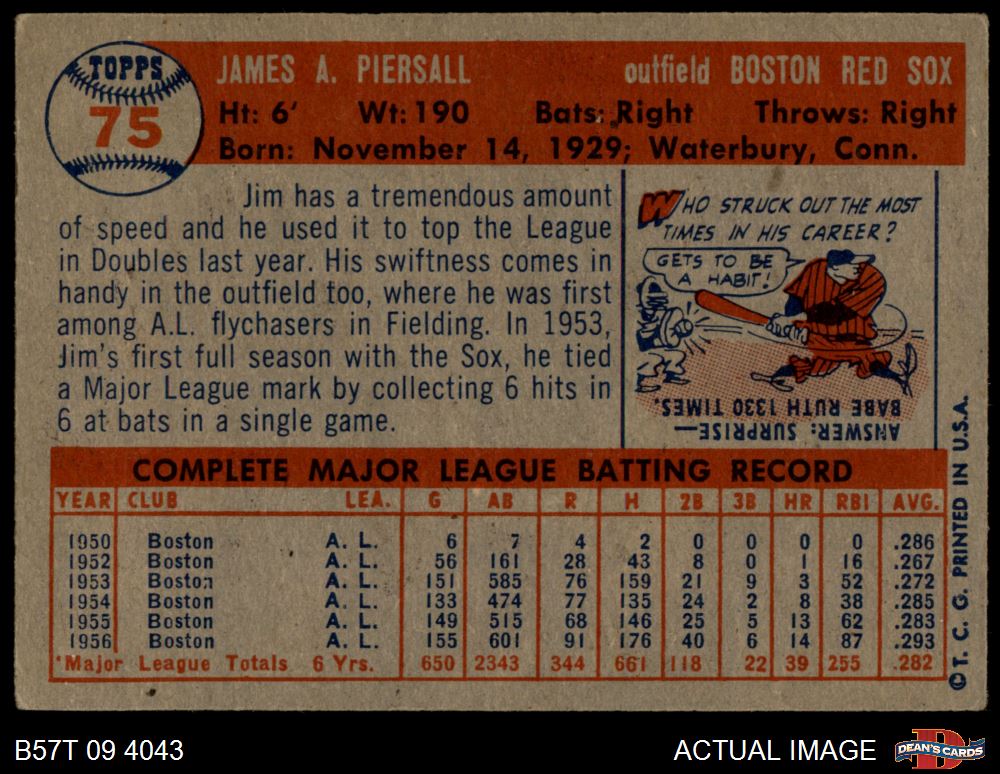 TOPPS
75
JAMES A. PIERSALL outfield BOSTON RED SOX
Ht: 6' Wt: 190 Bats: Right Throws: Right
Born: November 14, 1929; Waterbury, Conn.
Jim has a tremendous amount
of speed and he used it to top the League
in Doubles last year. His swiftness comes in
handy in the outfield too, where he was first
among A.L. flychasers in Fielding. In 1953,
Jim's first full season with the Sox, he tied
a Major League mark by collecting 6 hits in
6 at bats in a single game.
WHO STRUCK OUT THE MOST
TIMES IN HIS CAREER?
GETS TO BE
A HABIT!
ANSWER: SURPRISE—
BABE RUTH 1330 TIMES.
COMPLETE MAJOR LEAGUE BATTING RECORD
YEAR CLUB LEA. G AB R H 2B 3B HR RBI AVG.
1950 Boston A. L. 6 7 4 2 0 0 0 0 .286
1952 Boston A. L. 56 161 28 43 8 0 1 16 .267
1953 Boston A. L. 151 585 76 159 21 9 3 52 .272
1954 Boston A. L. 133 474 77 135 24 2 8 38 .285
1955 Boston A. L. 149 515 68 146 25 5 13 62 .283
1956 Boston A. L. 155 601 91 176 40 6 14 87 .293
*Major League Totals 6 Yrs. 650 2343 344 661 118 22 39 255 .282
©T. C. G. PRINTED IN U.S.A.
B57T 09 4043
ACTUAL IMAGE
DEAN'S CARDS